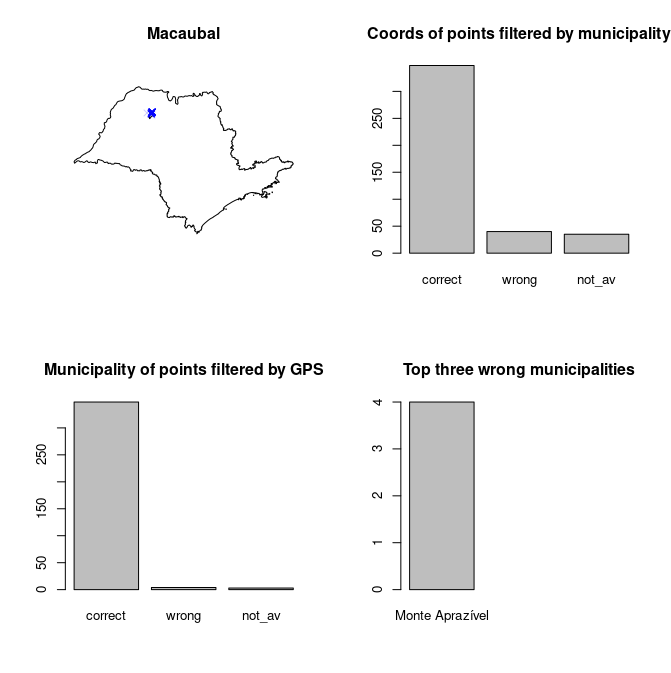 Macaubal
Coords of points filtered by municipality
250
150
50
0
correct wrong not_av
Municipality of points filtered by GPS
250
150
50
0
correct wrong not_av
Top three wrong municipalities
4
3
2
1
0
Monte Aprazível